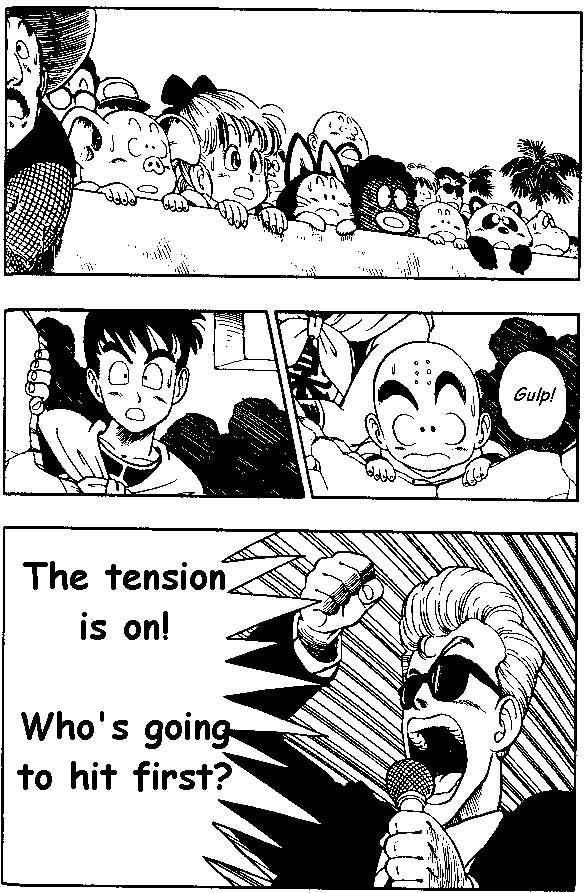 Gulp!
The tension
is on!
Who's going
to hit first?